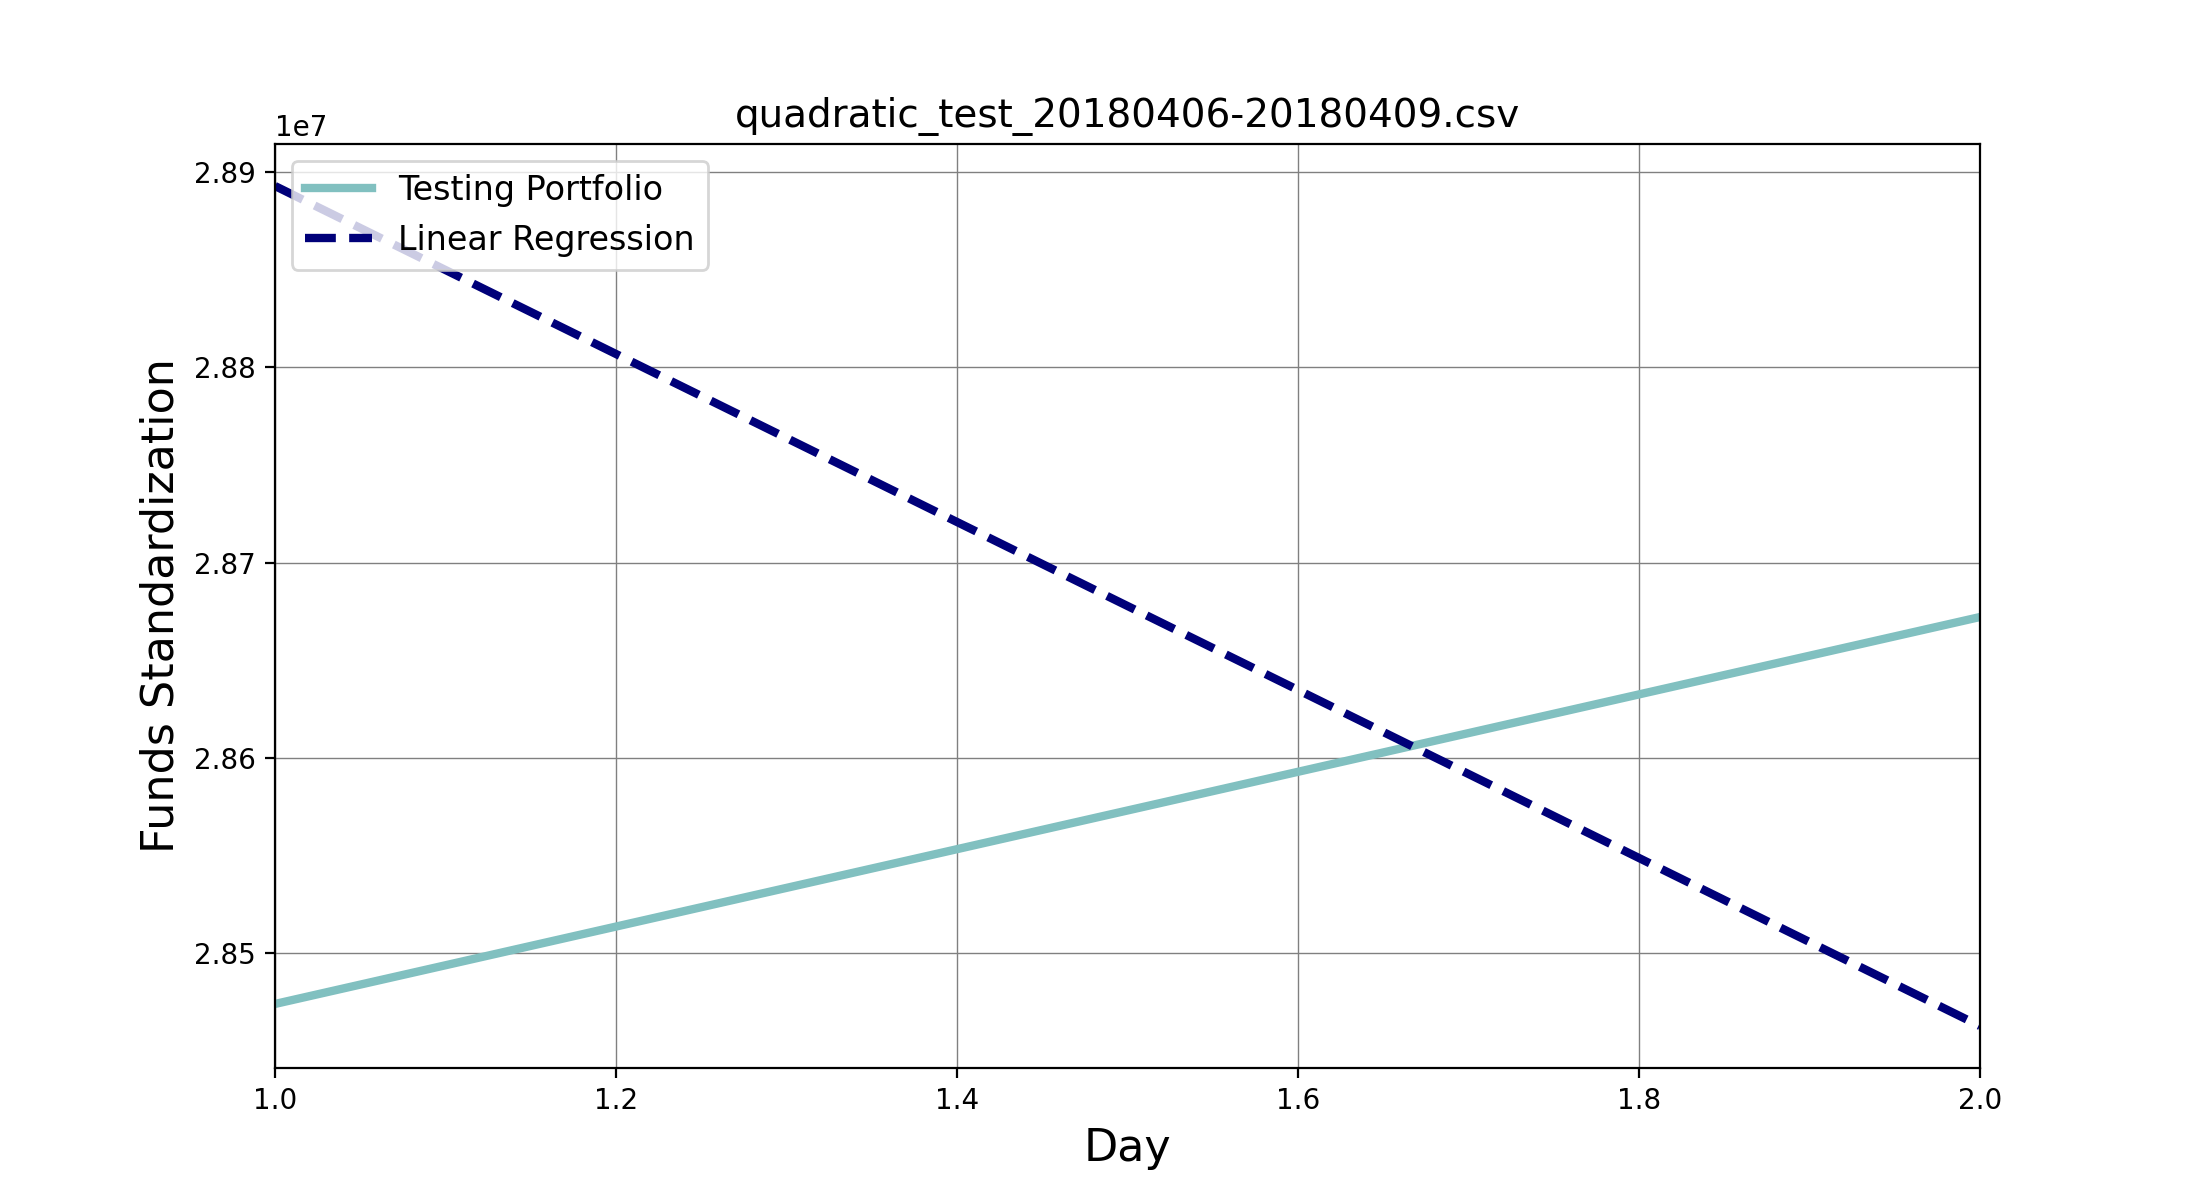 quadratic_test_20180406-20180409.csv
1e7
Testing Portfolio
Linear Regression
2.89
2.88
2.87
2.86
2.85
Funds Standardization
1.0 1.2 1.4 1.6 1.8 2.0
Day